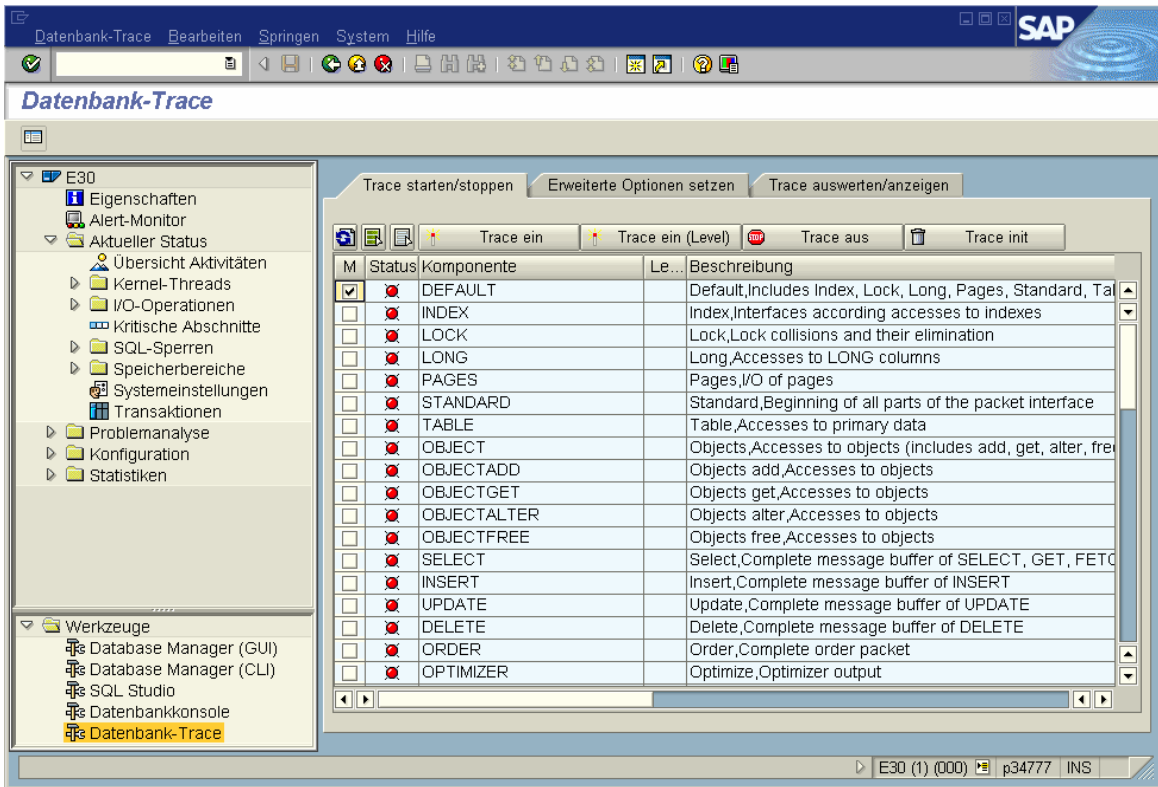 Datenbank-Trace Bearbeiten Springen System Hilfe
SAP
Datenbank-Trace
E30
Eigenschaften
Alert-Monitor
Aktueller Status
Übersicht Aktivitäten
Kernel-Threads
I/O-Operationen
Kritische Abschnitte
SQL-Sperren
Speicherbereiche
Systemeinstellungen
Transaktionen
Problemanalyse
Konfiguration
Statistiken
Werkzeuge
Database Manager (GUI)
Database Manager (CLI)
SQL Studio
Datenbankkonsole
Datenbank-Trace
Trace starten/stoppen Erweiterte Optionen setzen Trace auswerten/anzeigen
Trace ein Trace ein (Level) STOP Trace aus Trace init
M Status Komponente Le... Beschreibung
DEFAULT Default,Includes Index, Lock, Long, Pages, Standard, Tal
INDEX Index,Interfaces according accesses to indexes
LOCK Lock,Lock collisions and their elimination
LONG Long,Accesses to LONG columns
PAGES Pages,I/O of pages
STANDARD Standard,Beginning of all parts of the packet interface
TABLE Table,Accesses to primary data
OBJECT Objects,Accesses to objects (includes add, get, alter, free
OBJECTADD Objects add,Accesses to objects
OBJECTGET Objects get,Accesses to objects
OBJECTALTER Objects alter,Accesses to objects
OBJECTFREE Objects free,Accesses to objects
SELECT Select,Complete message buffer of SELECT, GET, FETC
INSERT Insert,Complete message buffer of INSERT
UPDATE Update,Complete message buffer of UPDATE
DELETE Delete,Complete message buffer of DELETE
ORDER Order,Complete order packet
OPTIMIZER Optimize,Optimizer output
E30 (1) (000) p34777 INS